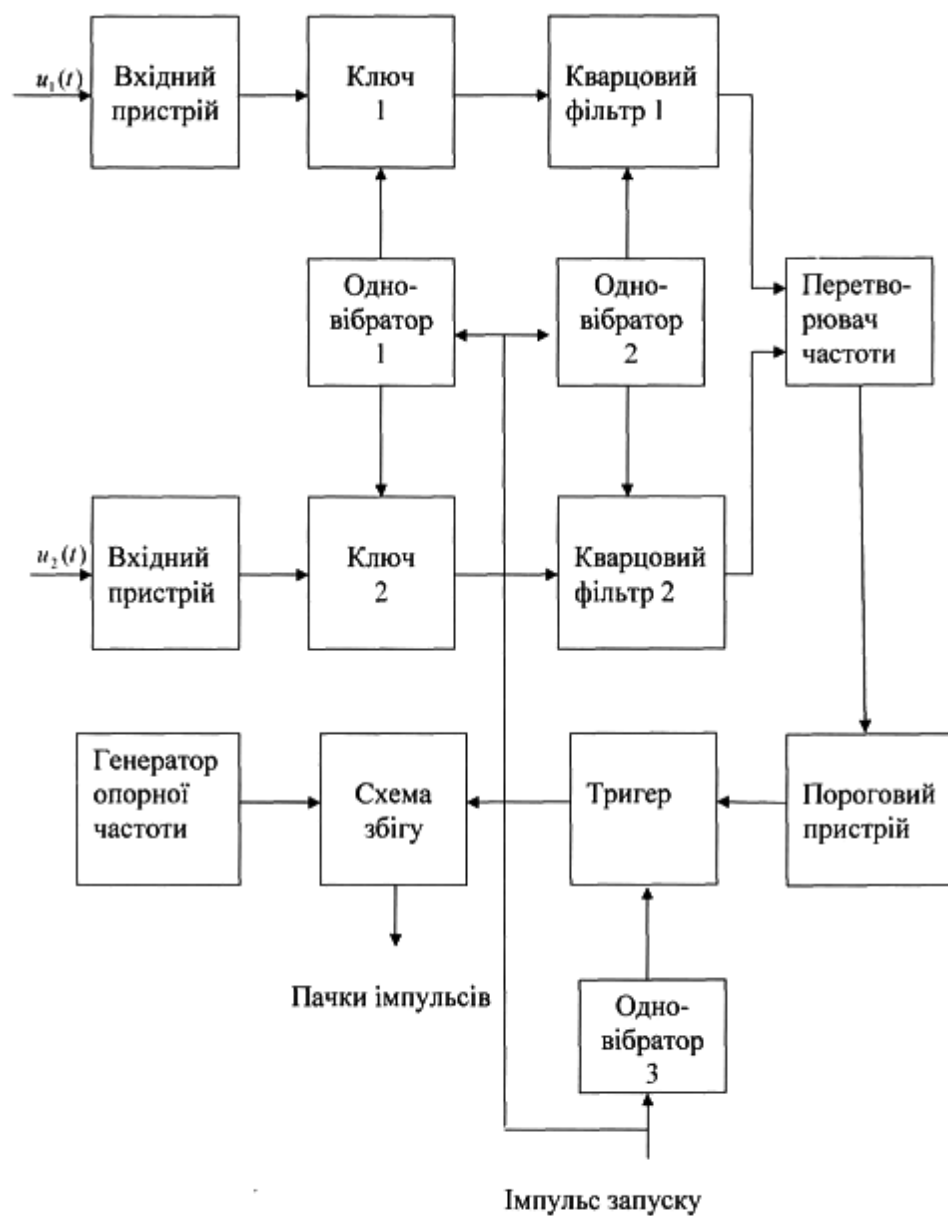 u₁(t)
Вхідний
пристрій
Ключ
1
Кварцовий
фільтр 1
Одно-
вібратор
1
Одно-
вібратор
2
Перетво-
рювач
частоти
u₂(t)
Вхідний
пристрій
Ключ
2
Кварцовий
фільтр 2
Генератор
опорної
частоти
Схема
збігу
Тригер
Пороговий
пристрій
Пачки імпульсів
Одно-
вібратор
3
Імпульс запуску